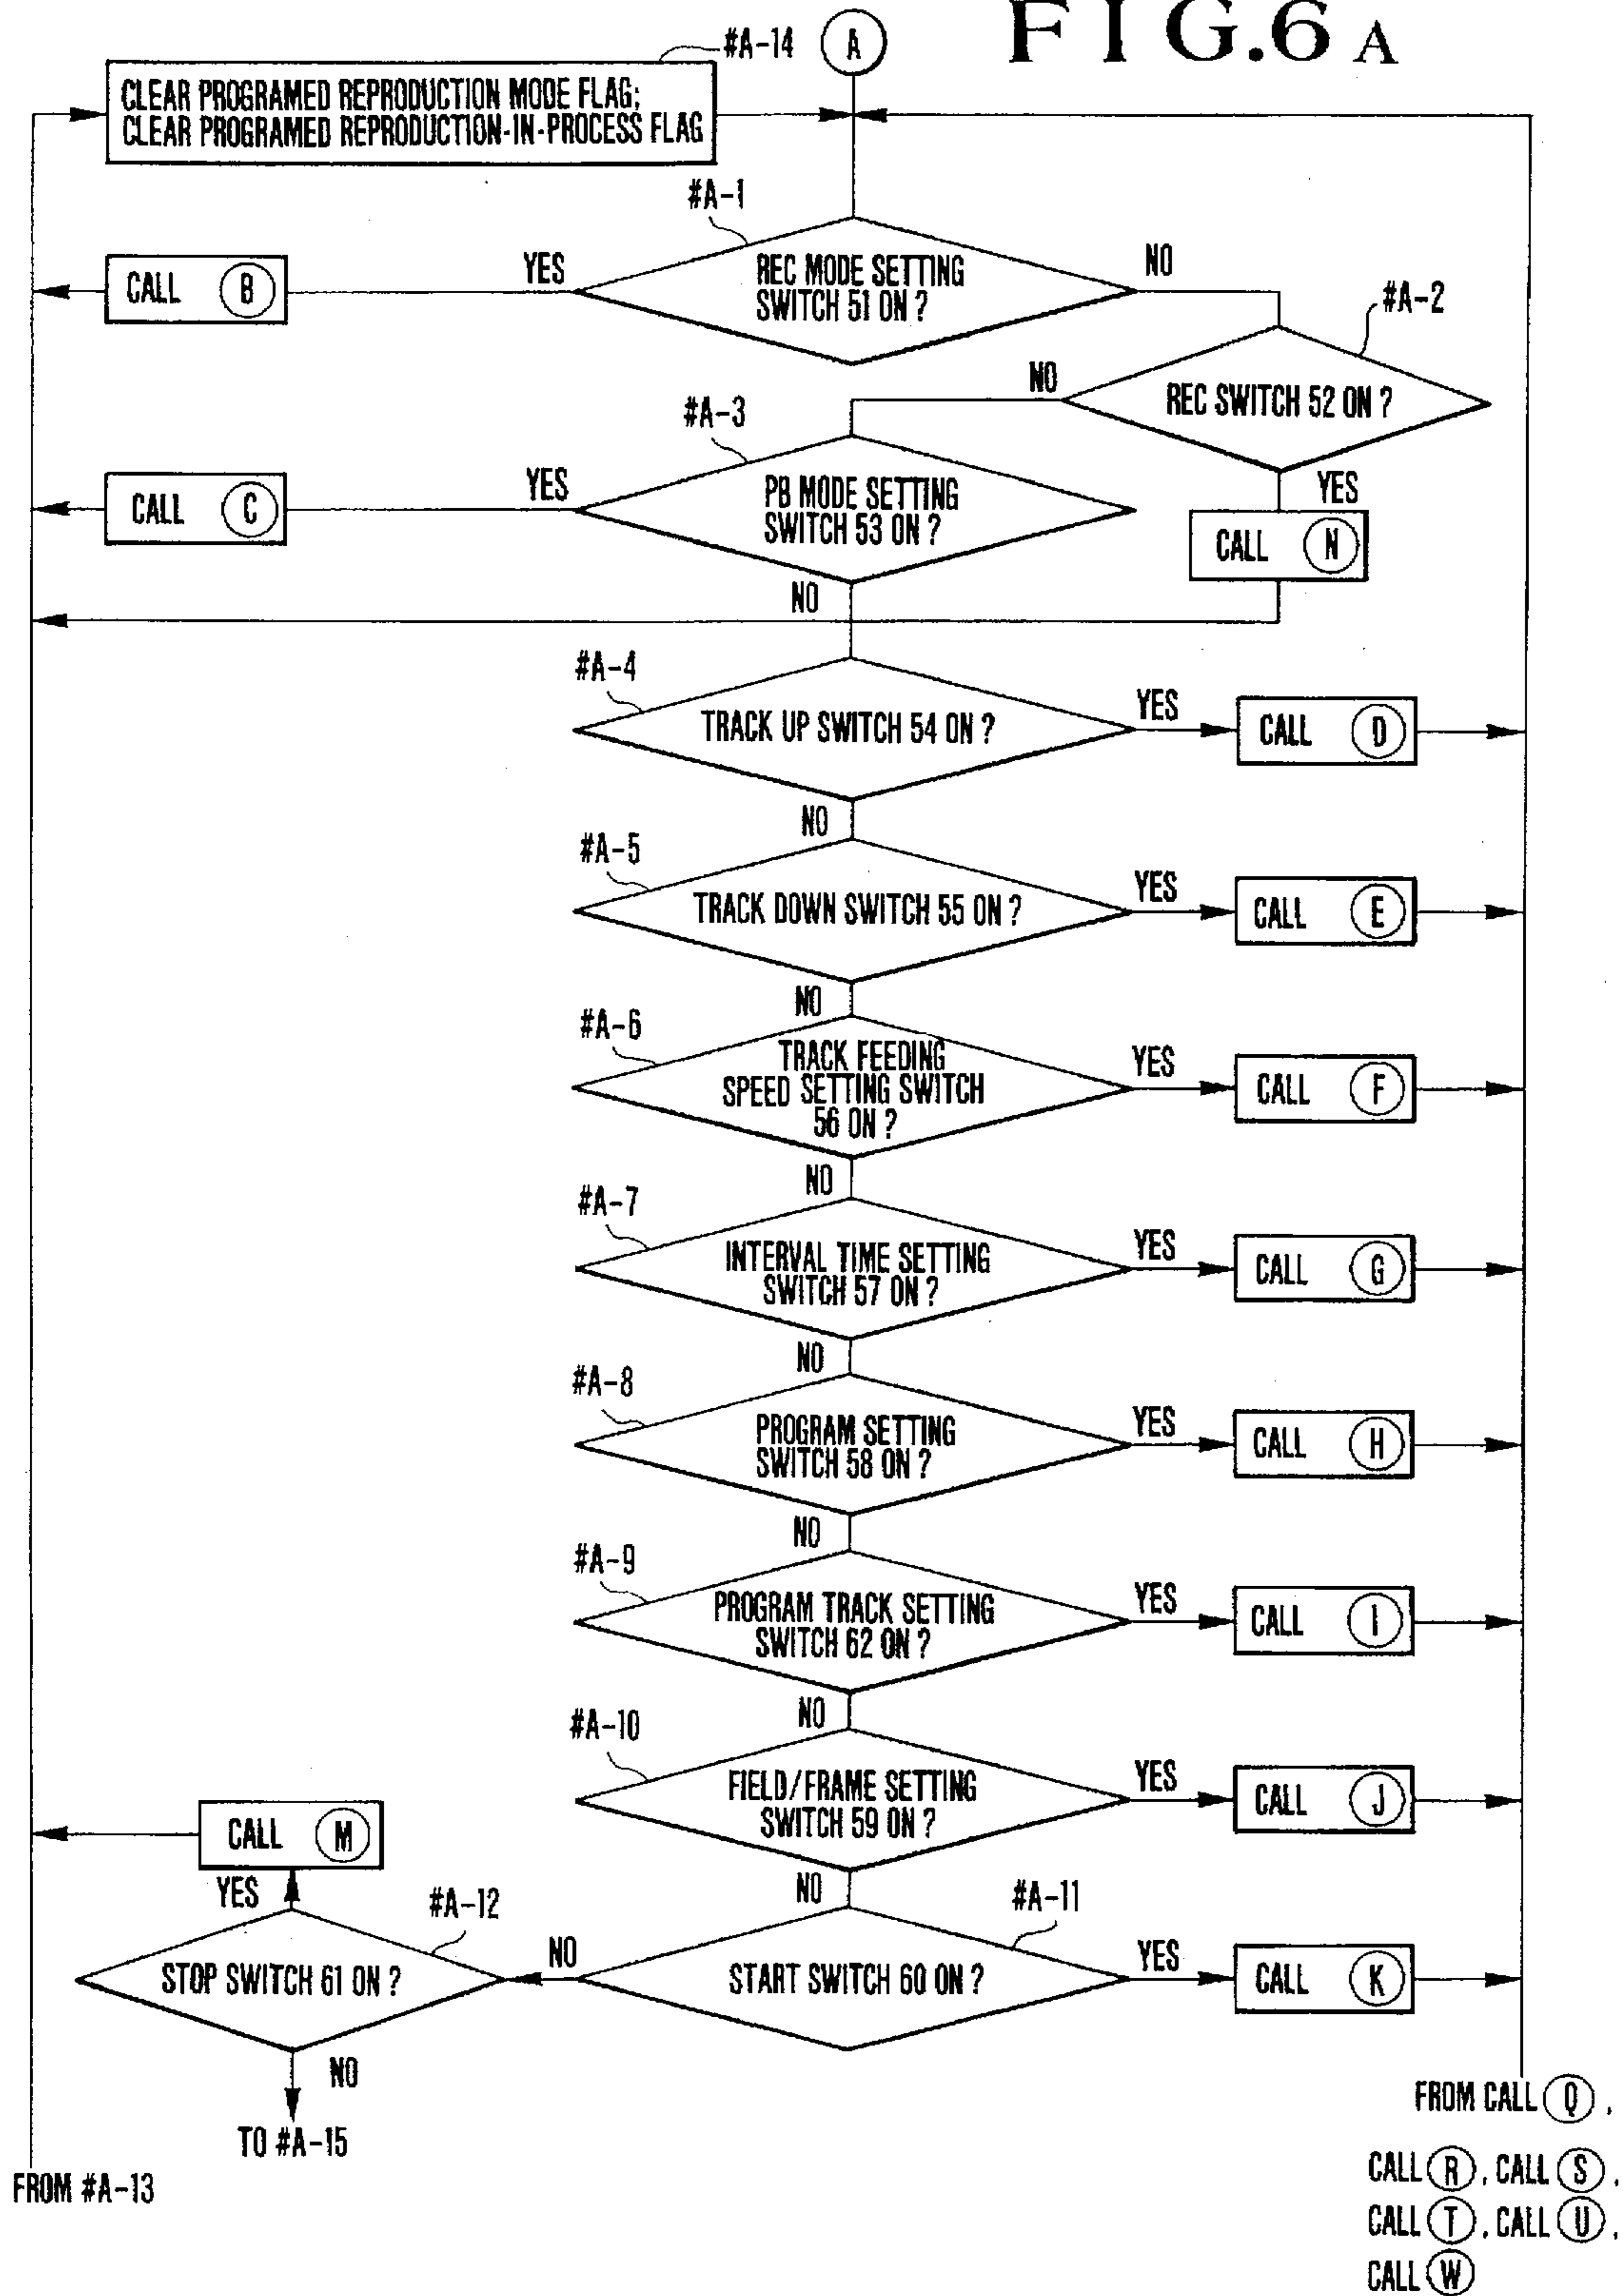 FIG.6A
#A-14
A
CLEAR PROGRAMED REPRODUCTION MODE FLAG;
CLEAR PROGRAMED REPRODUCTION-IN-PROCESS FLAG
#A-1
REC MODE SETTING
SWITCH 51 ON ?
YES
NO
CALL B
#A-2
REC SWITCH 52 ON ?
NO
YES
CALL N
#A-3
PB MODE SETTING
SWITCH 53 ON ?
YES
CALL C
NO
#A-4
TRACK UP SWITCH 54 ON ?
YES
CALL D
NO
#A-5
TRACK DOWN SWITCH 55 ON ?
YES
CALL E
NO
#A-6
TRACK FEEDING
SPEED SETTING SWITCH
56 ON ?
YES
CALL F
NO
#A-7
INTERVAL TIME SETTING
SWITCH 57 ON ?
YES
CALL G
NO
#A-8
PROGRAM SETTING
SWITCH 58 ON ?
YES
CALL H
NO
#A-9
PROGRAM TRACK SETTING
SWITCH 62 ON ?
YES
CALL I
NO
#A-10
FIELD/FRAME SETTING
SWITCH 59 ON ?
YES
CALL J
NO
#A-11
START SWITCH 60 ON ?
YES
CALL K
NO
#A-12
STOP SWITCH 61 ON ?
YES
CALL M
NO
TO #A-15
FROM #A-13
FROM CALL Q,
CALL R, CALL S,
CALL T, CALL U,
CALL W